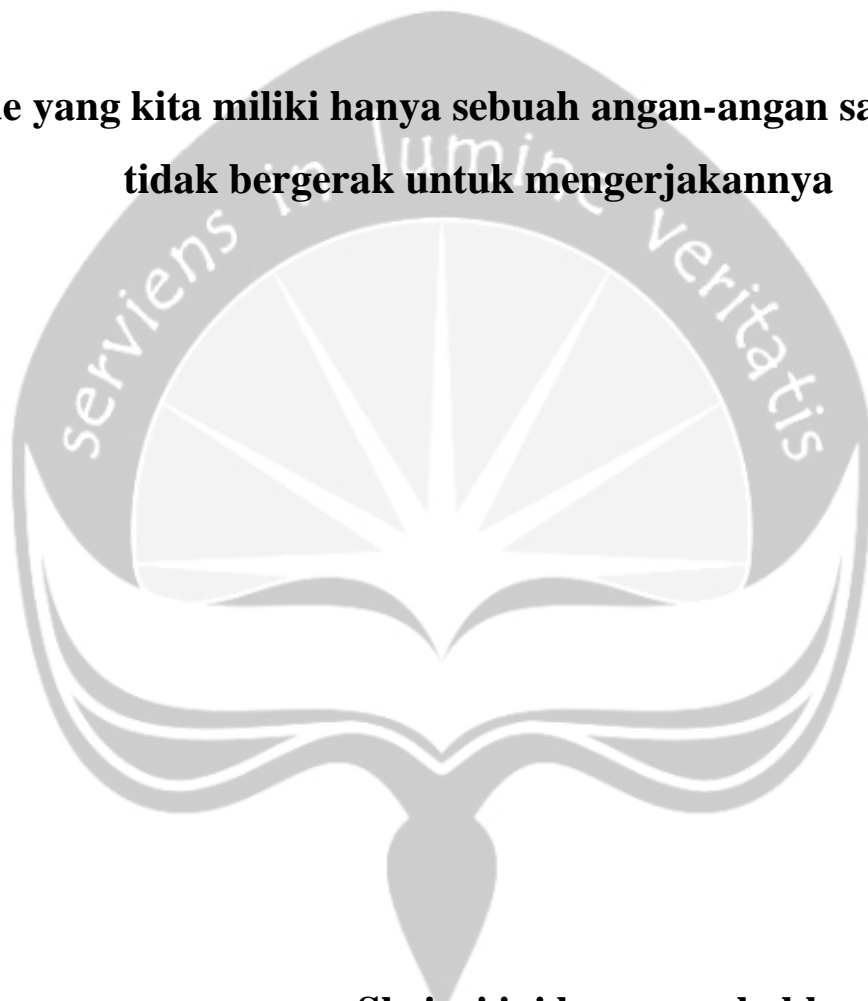 yang kita miliki hanya sebuah angan-angan
tidak bergerak untuk mengerjakannya
serviens in lumine veritatis